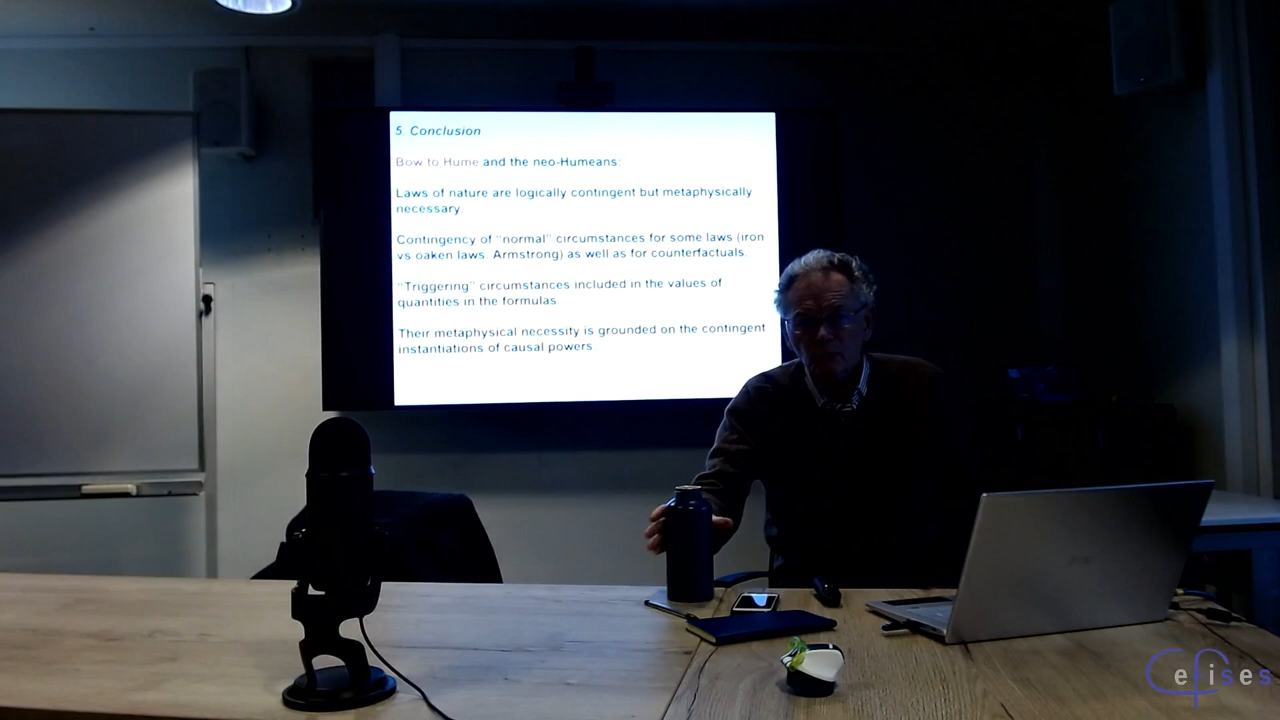 5. Conclusion
Bow to Hume and the neo-Humeans:
Laws of nature are logically contingent but metaphysically
necessary
Contingency of "normal" circumstances for some laws (iron
vs oaken laws. Armstrong) as well as for counterfactuals.
"Triggering" circumstances included in the values of
quantities in the formulas.
Their metaphysical necessity is grounded on the contingent
instantiations of causal powers
Cefises